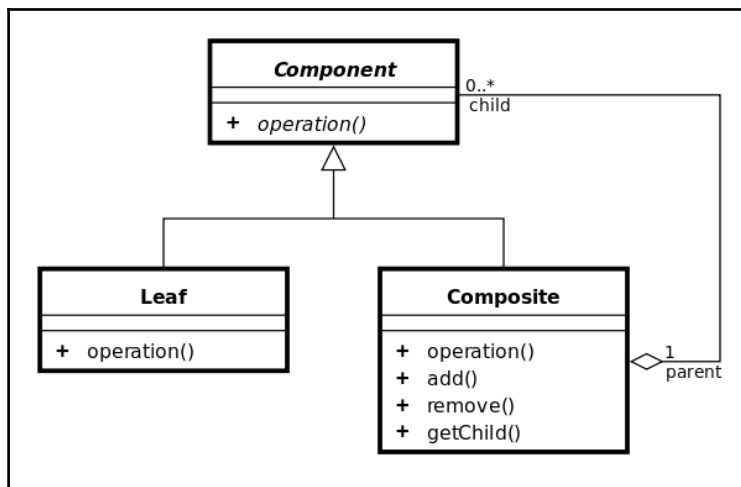 Component
+ operation()
0..*
child
Leaf
+ operation()
Composite
+ operation()
+ add()
+ remove()
+ getChild()
1
parent